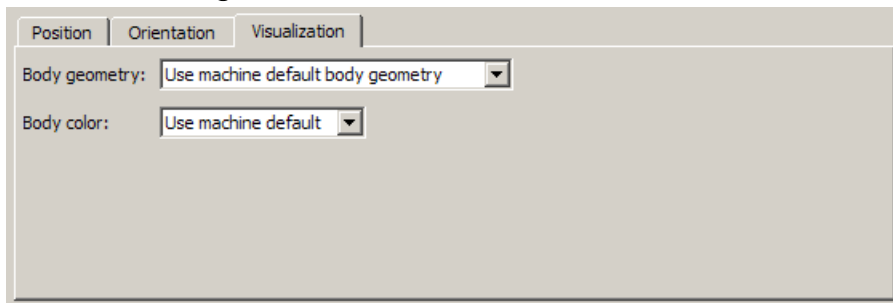 Position Orientation Visualization
Body geometry: Use machine default body geometry
Body color: Use machine default